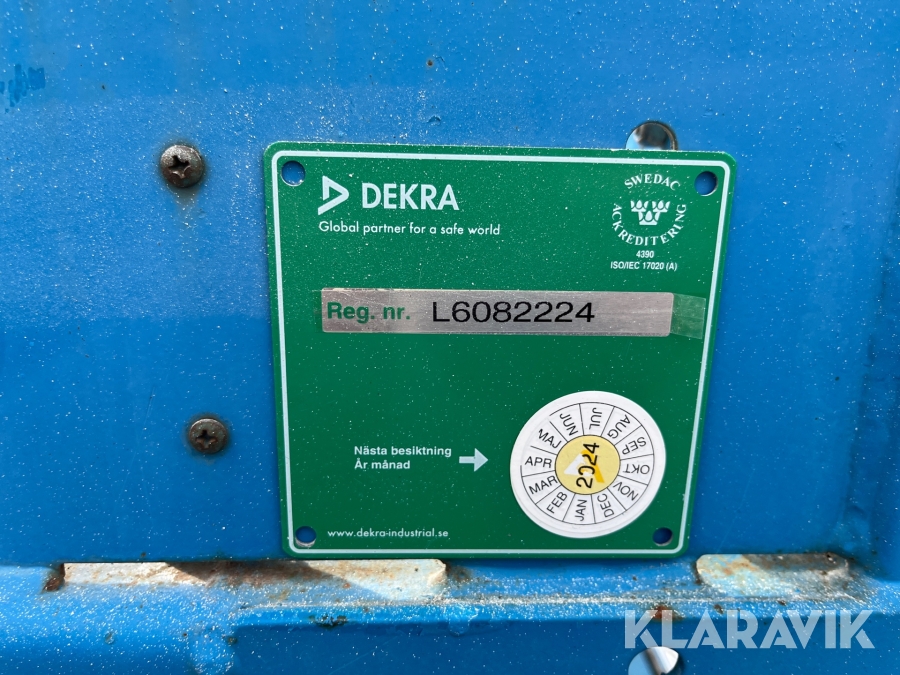 DEKRA
Global partner for a safe world
SWEDAC
ACKREDITERING
4390
ISO/IEC 17020 (A)
Reg. nr. L6082224
Nästa besiktning
År månad
JAN
FEB
MAR
APR
MAJ
JUN
JUL
AUG
SEP
OKT
NOV
DEC
2024
www.dekra-industrial.se
KLARAVIK